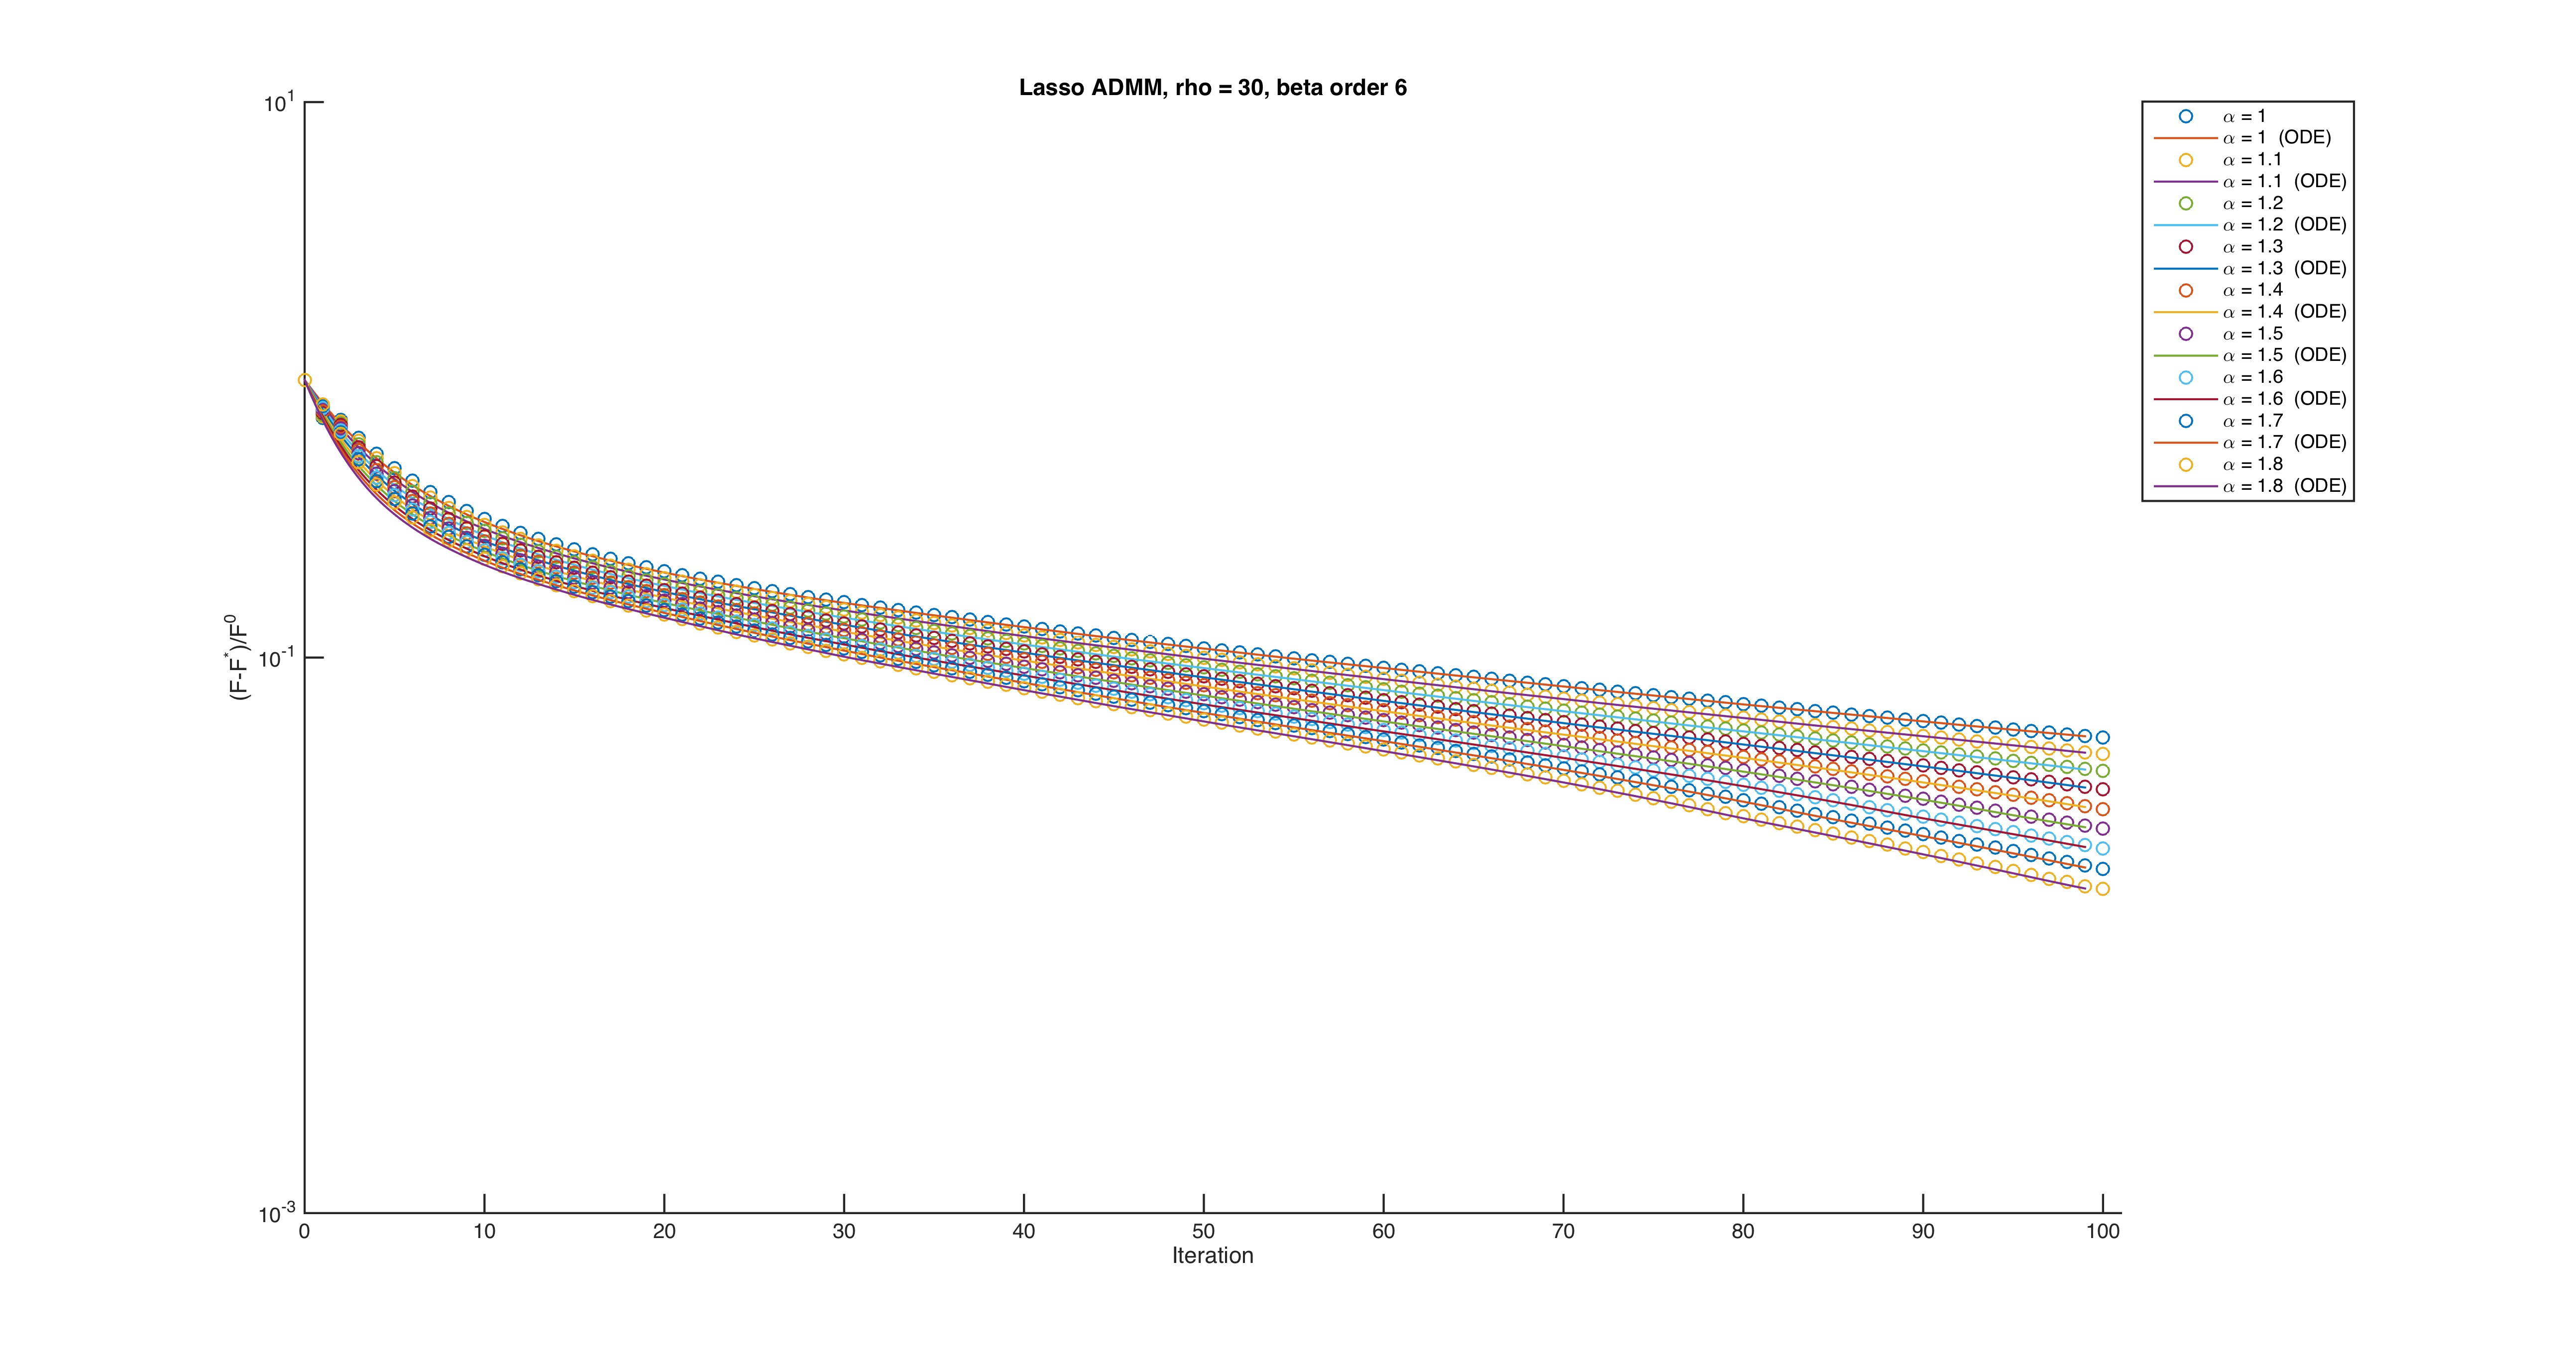 Lasso ADMM, rho = 30, beta order 6
10^1
10^-1
10^-3
(F-F^*)/F^0
0 10 20 30 40 50 60 70 80 90 100
Iteration
α = 1
α = 1 (ODE)
α = 1.1
α = 1.1 (ODE)
α = 1.2
α = 1.2 (ODE)
α = 1.3
α = 1.3 (ODE)
α = 1.4
α = 1.4 (ODE)
α = 1.5
α = 1.5 (ODE)
α = 1.6
α = 1.6 (ODE)
α = 1.7
α = 1.7 (ODE)
α = 1.8
α = 1.8 (ODE)